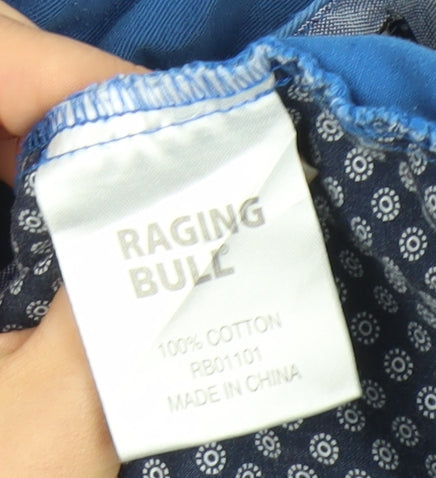 RAGING
BULL
100% COTTON
RB01101
MADE IN CHINA